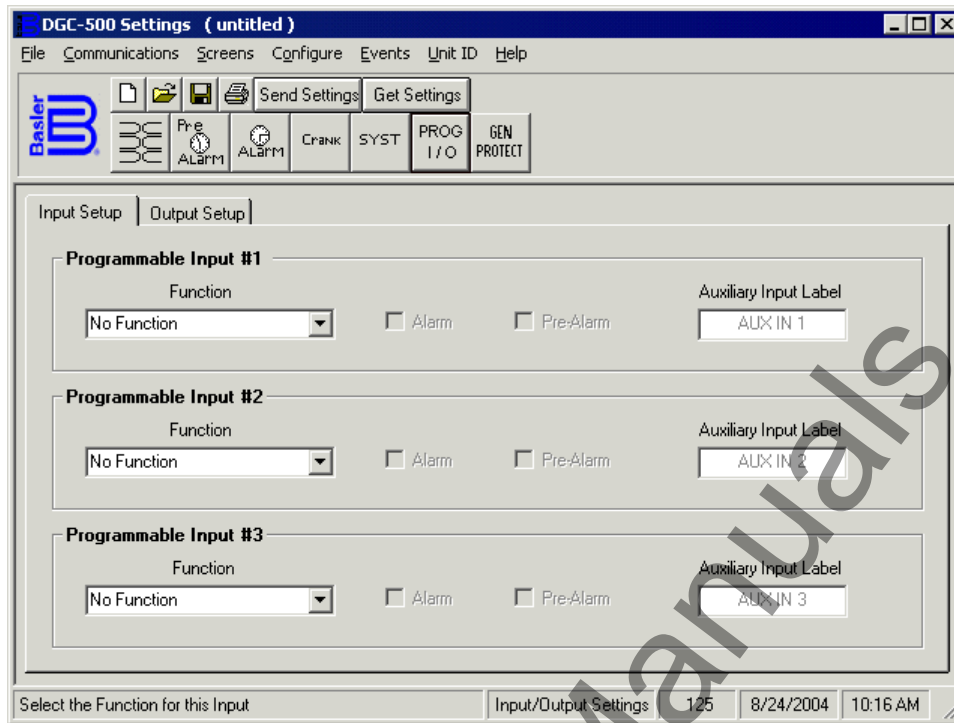 DGC-500 Settings ( untitled )
File Communications Screens Configure Events Unit ID Help
Basler
Send Settings Get Settings
Pre ALarm
ALarm
Crank
SYST
PROG I/O
GEN PROTECT
Input Setup Output Setup
Programmable Input #1
Function
No Function
Alarm
Pre-Alarm
Auxiliary Input Label
AUX IN 1
Programmable Input #2
Function
No Function
Alarm
Pre-Alarm
Auxiliary Input Label
AUX IN 2
Programmable Input #3
Function
No Function
Alarm
Pre-Alarm
Auxiliary Input Label
AUX IN 3
Select the Function for this Input
Input/Output Settings
125
8/24/2004
10:16 AM
Manuals